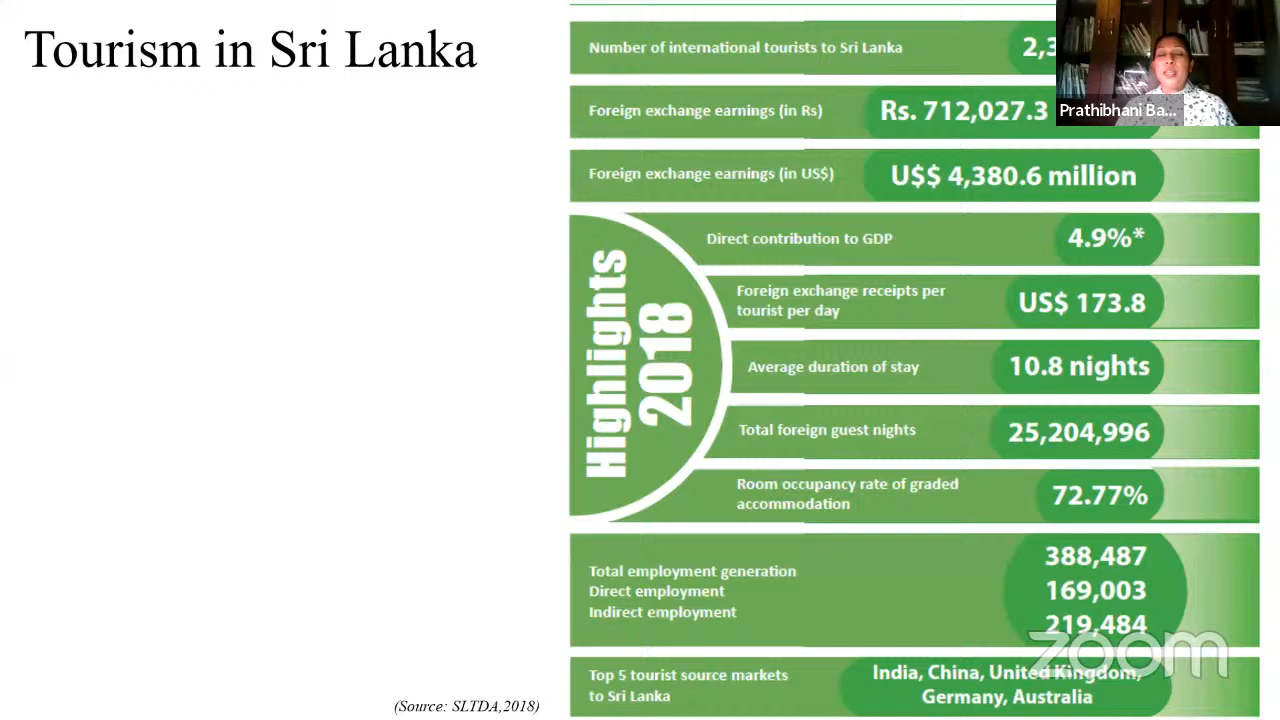 Tourism in Sri Lanka
Number of international tourists to Sri Lanka
2,3
Prathibhani Ba...
Foreign exchange earnings (in Rs)
Rs. 712,027.3
Foreign exchange earnings (in US$)
U$$ 4,380.6 million
Highlights
2018
Direct contribution to GDP
4.9%*
Foreign exchange receipts per
tourist per day
US$ 173.8
Average duration of stay
10.8 nights
Total foreign guest nights
25,204,996
Room occupancy rate of graded
accommodation
72.77%
Total employment generation
388,487
Direct employment
169,003
Indirect employment
219,484
zoom
Top 5 tourist source markets
to Sri Lanka
India, China, United Kingdom,
Germany, Australia
(Source: SLTDA,2018)